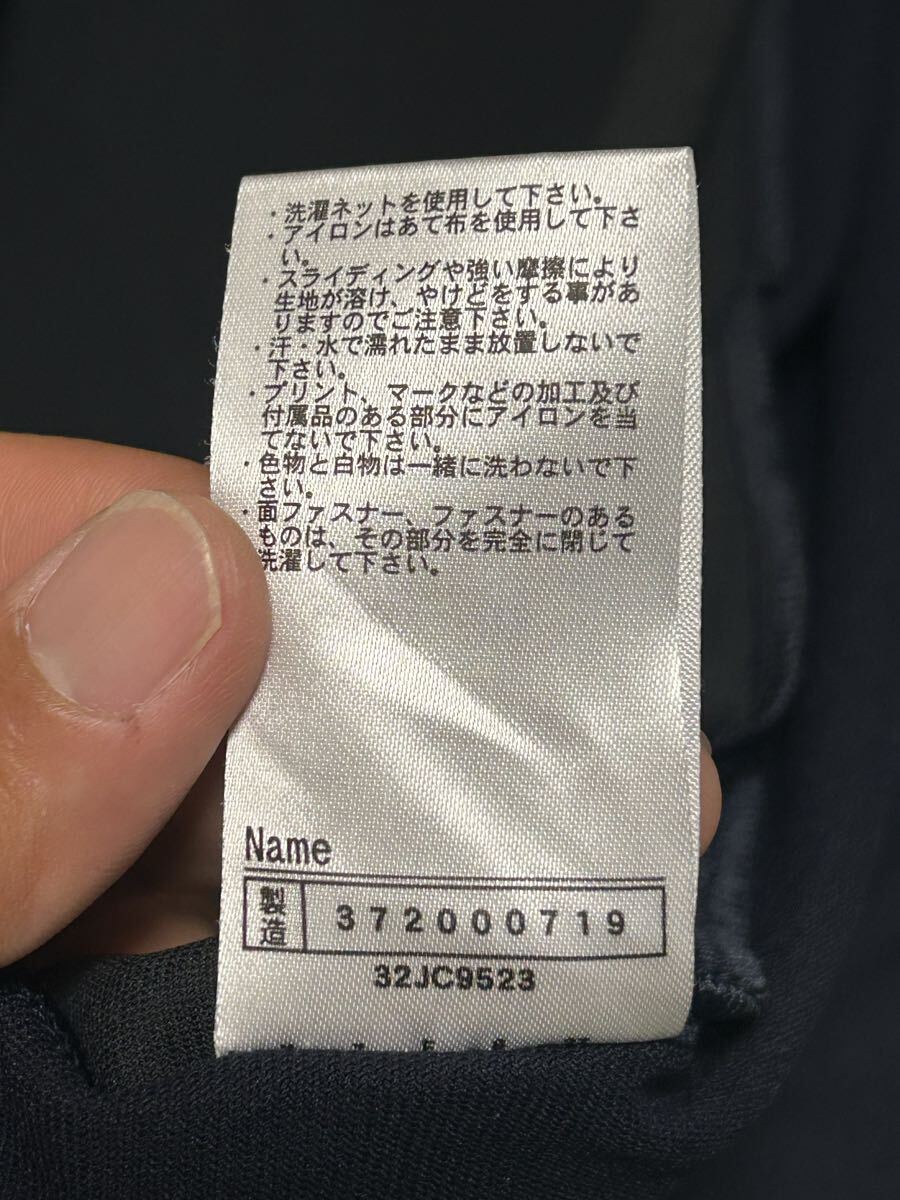 ・洗濯ネットを使用して下さい。
・アイロンはあて布を使用して下さ
い。
・スライディングや強い摩擦により
生地が溶け、やけどをする事があ
りますのでご注意下さい。
・汗・水で濡れたまま放置しないで
下さい。
・プリント、マークなどの加工及び
付属品のある部分にアイロンを当
てないで下さい。
・色物と白物は一緒に洗わないで下
さい。
・面ファスナー、ファスナーのある
ものは、その部分を完全に閉じて
洗濯して下さい。
Name
製造 372000719
32JC9523